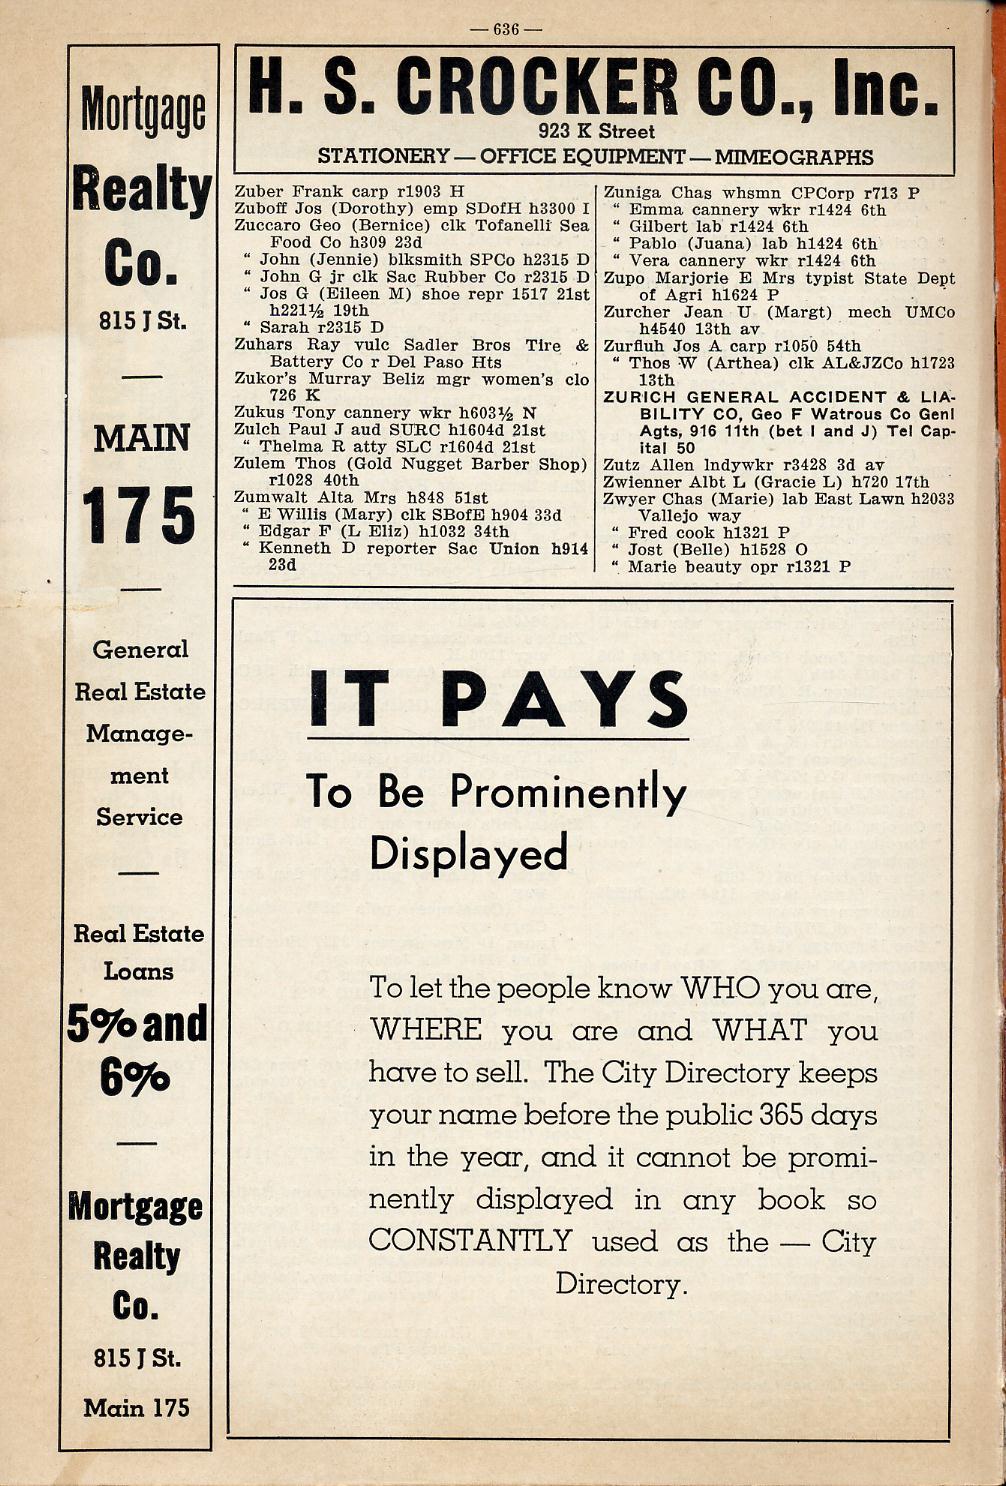 — 636 —
Mortgage
Realty
Co.
815 J St.
—
MAIN
175
—
General
Real Estate
Manage-
ment
Service
—
Real Estate
Loans
5% and
6%
—
Mortgage
Realty
Co.
815 J St.
Main 175
H. S. CROCKER CO., Inc.
923 K Street
STATIONERY — OFFICE EQUIPMENT — MIMEOGRAPHS
Zuber Frank carp r1903 H
Zuboff Jos (Dorothy) emp SDofH h3300 I
Zuccaro Geo (Bernice) clk Tofanelli Sea
Food Co h309 23d
" John (Jennie) blksmith SPCo h2315 D
" John G jr clk Sac Rubber Co r2315 D
" Jos G (Eileen M) shoe repr 1517 21st
h221½ 19th
" Sarah r2315 D
Zuhars Ray vulc Sadler Bros Tire &
Battery Co r Del Paso Hts
Zukor's Murray Beliz mgr women's clo
726 K
Zukus Tony cannery wkr h603½ N
Zulch Paul J aud SURC h1604d 21st
" Thelma R atty SLC r1604d 21st
Zulem Thos (Gold Nugget Barber Shop)
r1028 40th
Zumwalt Alta Mrs h848 51st
" E Willis (Mary) clk SBofE h904 33d
" Edgar F (L Eliz) h1032 34th
" Kenneth D reporter Sac Union h914
23d
Zuniga Chas whsmn CPCorp r713 P
" Emma cannery wkr r1424 6th
" Gilbert lab r1424 6th
" Pablo (Juana) lab h1424 6th
" Vera cannery wkr r1424 6th
Zupo Marjorie E Mrs typist State Dept
of Agri h1624 P
Zurcher Jean U (Margt) mech UMCo
h4540 13th av
Zurfluh Jos A carp r1050 54th
" Thos W (Arthea) clk AL&JZCo h1723
13th
ZURICH GENERAL ACCIDENT & LIA-
BILITY CO, Geo F Watrous Co Genl
Agts, 916 11th (bet I and J) Tel Cap-
ital 50
Zutz Allen lndywkr r3428 3d av
Zwienner Albt L (Gracie L) h720 17th
Zwyer Chas (Marie) lab East Lawn h2033
Vallejo way
" Fred cook h1321 P
" Jost (Belle) h1528 O
" Marie beauty opr r1321 P
IT PAYS
To Be Prominently
Displayed
To let the people know WHO you are,
WHERE you are and WHAT you
have to sell. The City Directory keeps
your name before the public 365 days
in the year, and it cannot be promi-
nently displayed in any book so
CONSTANTLY used as the — City
Directory.